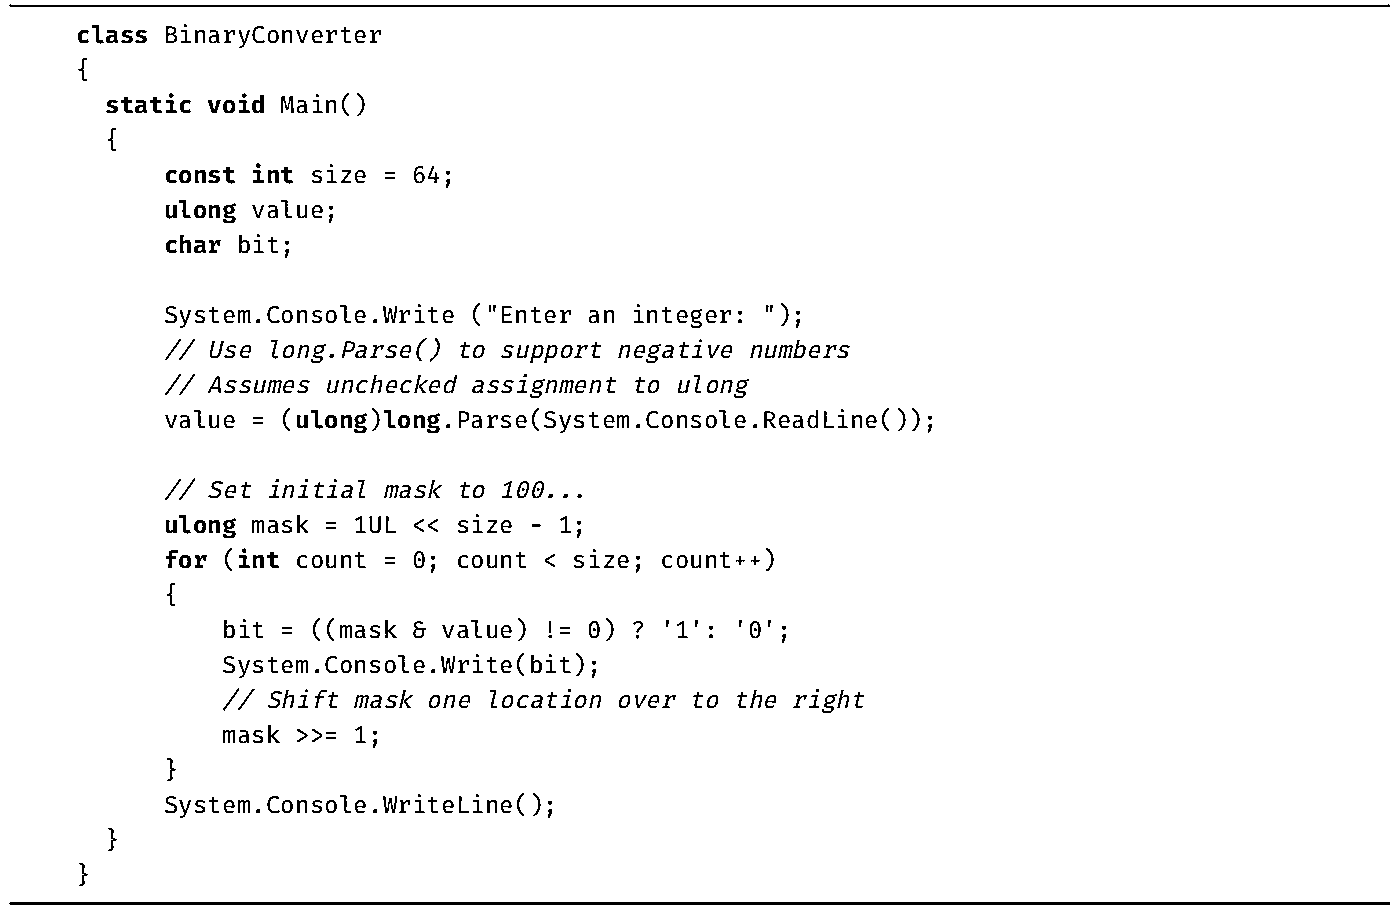 class BinaryConverter
{
  static void Main()
  {
      const int size = 64;
      ulong value;
      char bit;

      System.Console.Write ("Enter an integer: ");
      // Use long.Parse() to support negative numbers
      // Assumes unchecked assignment to ulong
      value = (ulong)long.Parse(System.Console.ReadLine());

      // Set initial mask to 100...
      ulong mask = 1UL << size - 1;
      for (int count = 0; count < size; count++)
      {
          bit = ((mask & value) != 0) ? '1': '0';
          System.Console.Write(bit);
          // Shift mask one location over to the right
          mask >>= 1;
      }
      System.Console.WriteLine();
  }
}